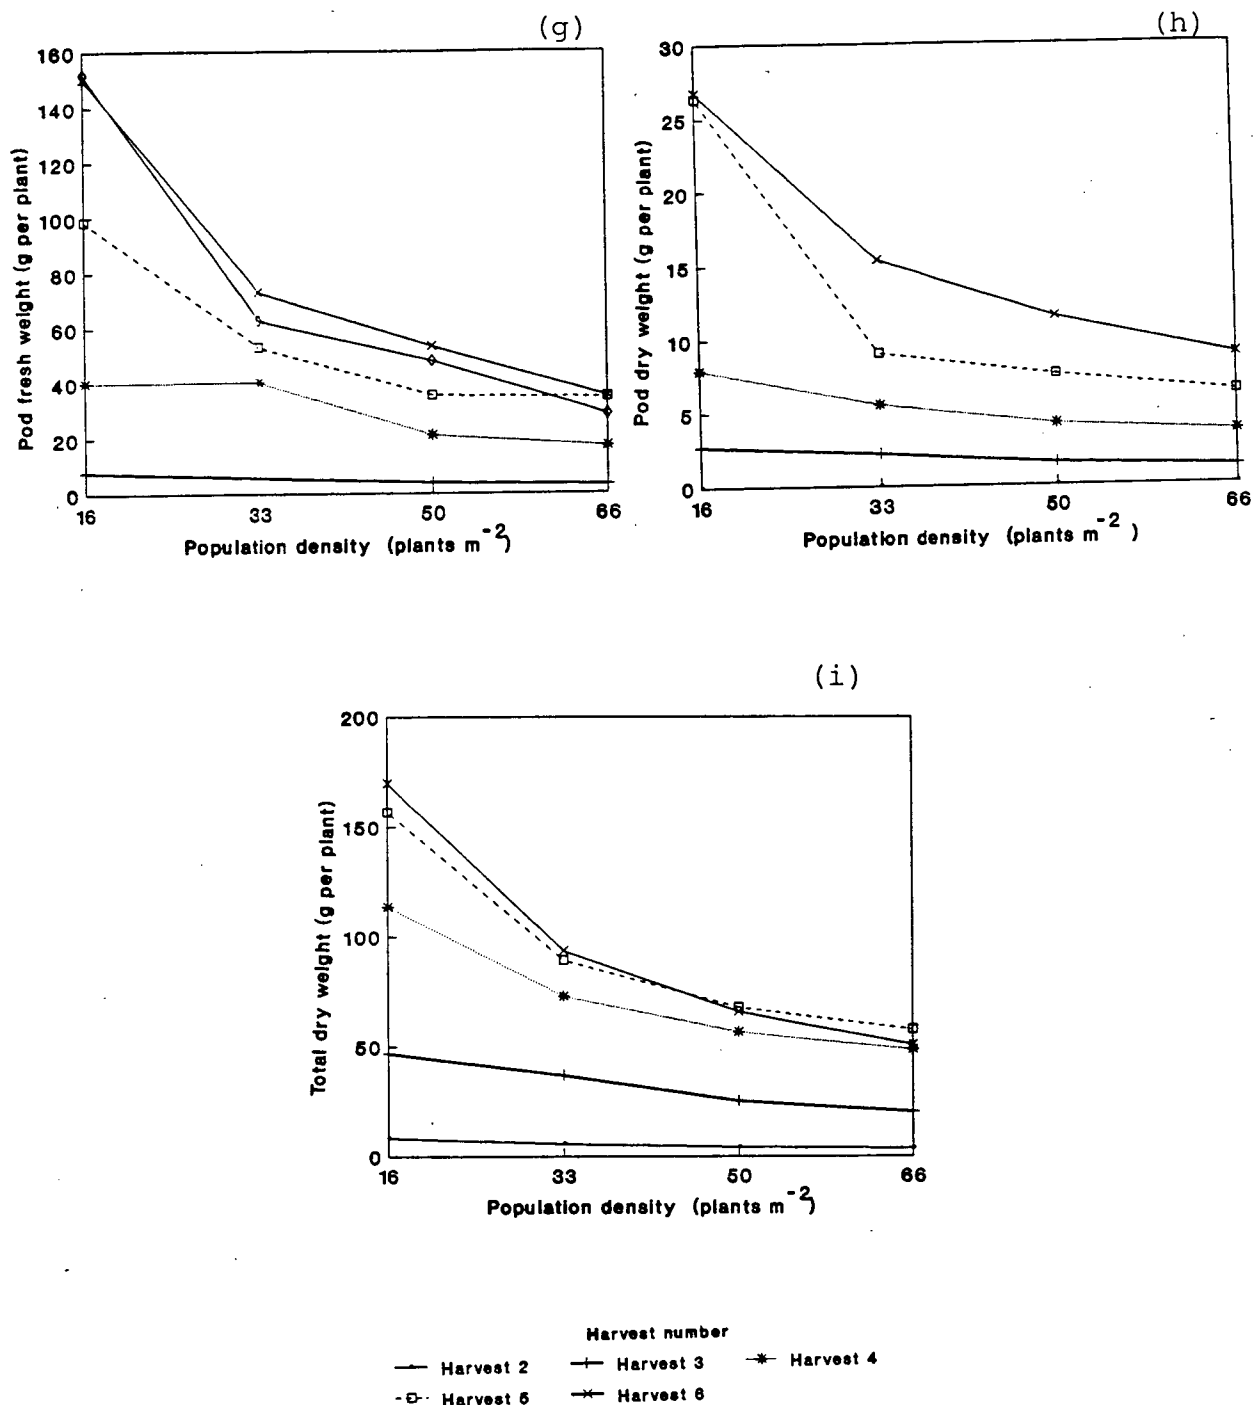 (g)
160
140
120
100
80
60
40
20
0
Pod fresh weight (g per plant)
16 33 50 66
Population density (plants m⁻²)
(h)
30
25
20
15
10
5
0
Pod dry weight (g per plant)
16 33 50 66
Population density (plants m⁻²)
(i)
200
150
100
50
0
Total dry weight (g per plant)
16 33 50 66
Population density (plants m⁻²)
Harvest number
Harvest 2 Harvest 3 Harvest 4
Harvest 5 Harvest 6